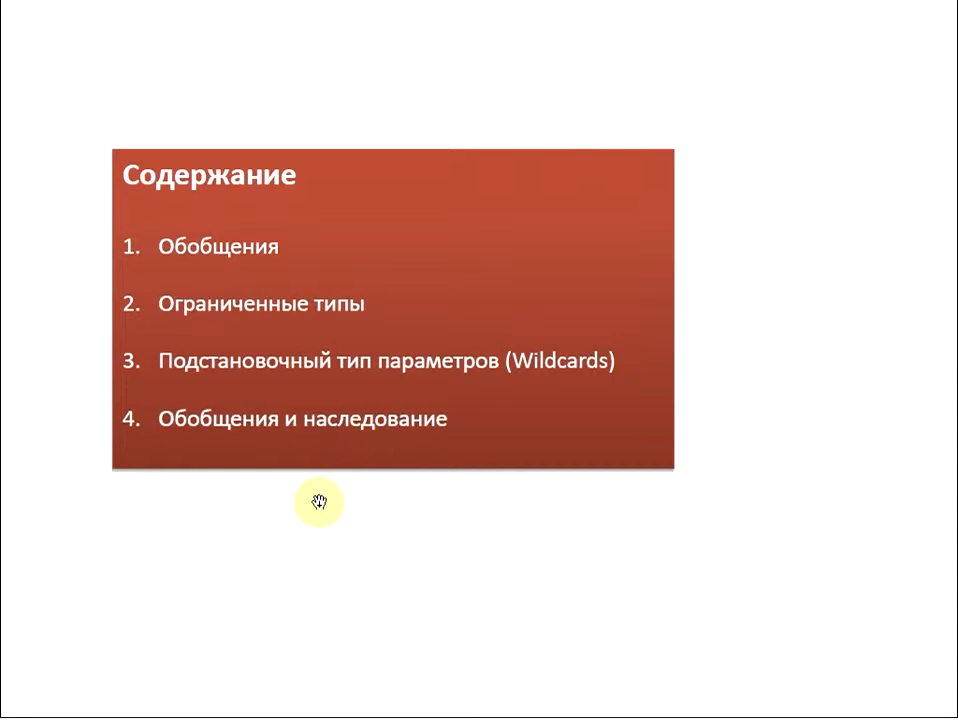 Содержание
1. Обобщения
2. Ограниченные типы
3. Подстановочный тип параметров (Wildcards)
4. Обобщения и наследование